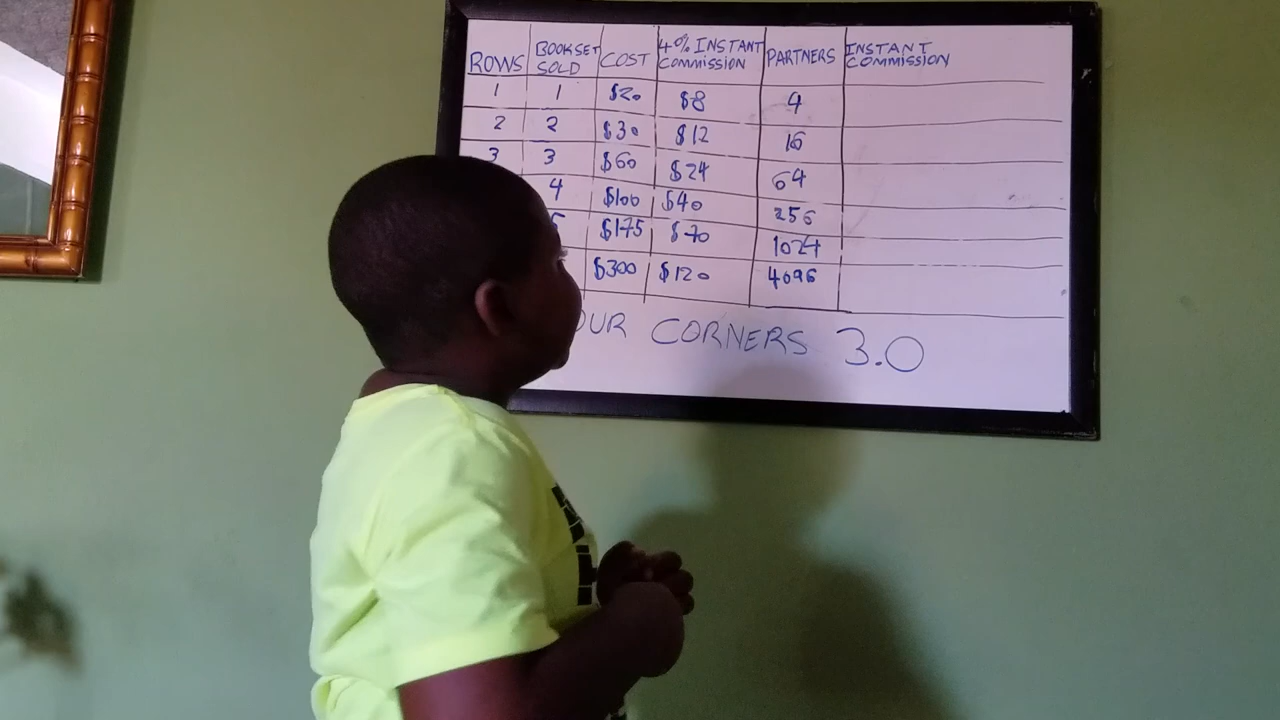 ROWS BOOKSET SOLD COST 40% INSTANT COMMISSION PARTNERS INSTANT COMMISSION
1 1 $20 $8 4
2 2 $30 $12 16
3 3 $60 $24 64
4 $100 $40 256
5 $175 $70 1024
$300 $120 4096
OUR CORNERS 3.0